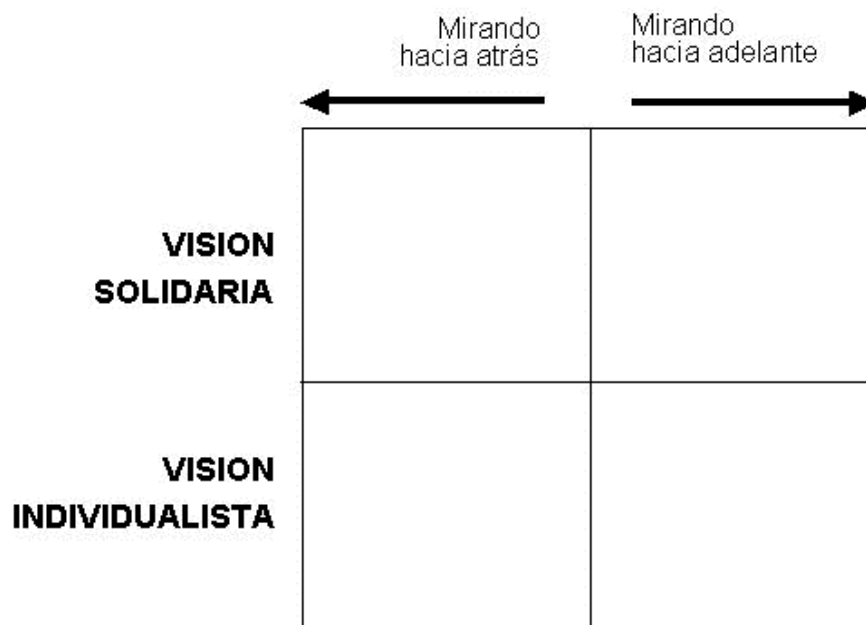 Mirando
hacia atrás
Mirando
hacia adelante
VISION
SOLIDARIA
VISION
INDIVIDUALISTA